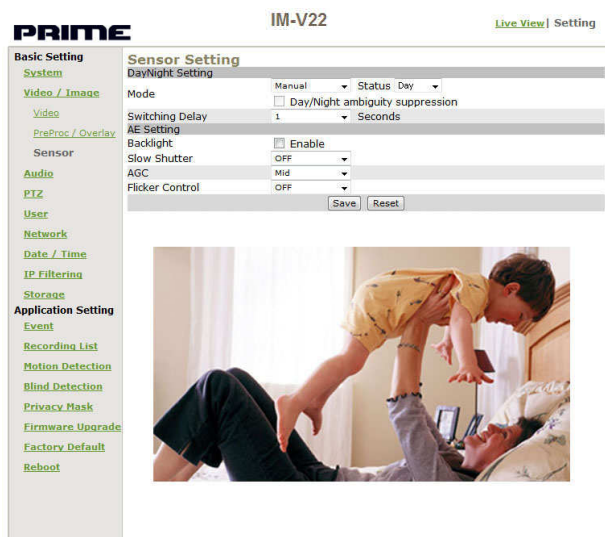 PRIME
IM-V22
Live View | Setting
Basic Setting
System
Video / Image
Video
PreProc / Overlay
Sensor
Audio
PTZ
User
Network
Date / Time
IP Filtering
Storage
Application Setting
Event
Recording List
Motion Detection
Blind Detection
Privacy Mask
Firmware Upgrade
Factory Default
Reboot
Sensor Setting
DayNight Setting
Mode Manual Status Day
Day/Night ambiguity suppression
Switching Delay 1 Seconds
AE Setting
Backlight Enable
Slow Shutter OFF
AGC Mid
Flicker Control OFF
Save Reset